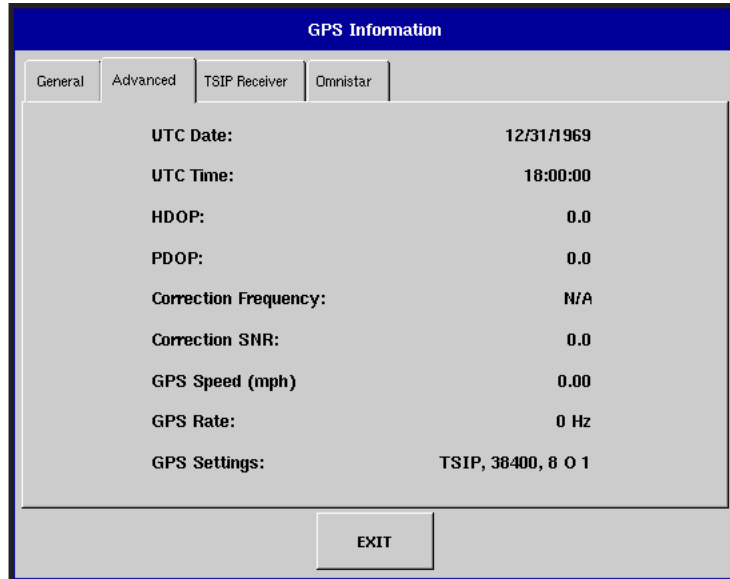 GPS Information
General Advanced TSIP Receiver Omnistar
UTC Date: 12/31/1969
UTC Time: 18:00:00
HDOP: 0.0
PDOP: 0.0
Correction Frequency: N/A
Correction SNR: 0.0
GPS Speed (mph) 0.00
GPS Rate: 0 Hz
GPS Settings: TSIP, 38400, 8 O 1
EXIT